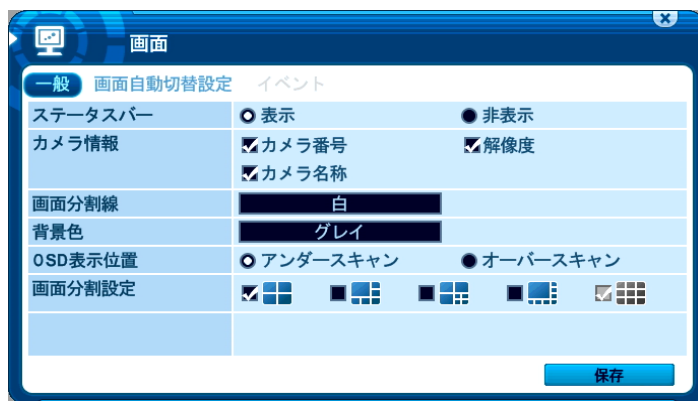 画面
一般 画面自動切替設定 イベント
ステータスバー 表示 非表示
カメラ情報 カメラ番号 解像度
カメラ名称
画面分割線 白
背景色 グレイ
OSD表示位置 アンダースキャン オーバースキャン
画面分割設定
保存